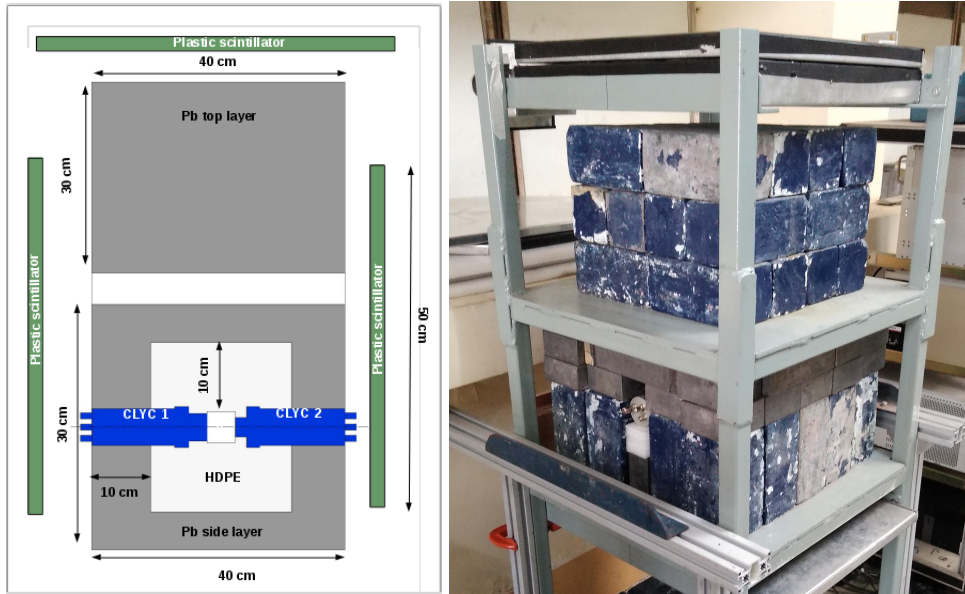 Plastic scintillator
40 cm
Pb top layer
30 cm
Plastic scintillator
Plastic scintillator
50 cm
10 cm
CLYC 1
CLYC 2
30 cm
HDPE
10 cm
Pb side layer
40 cm